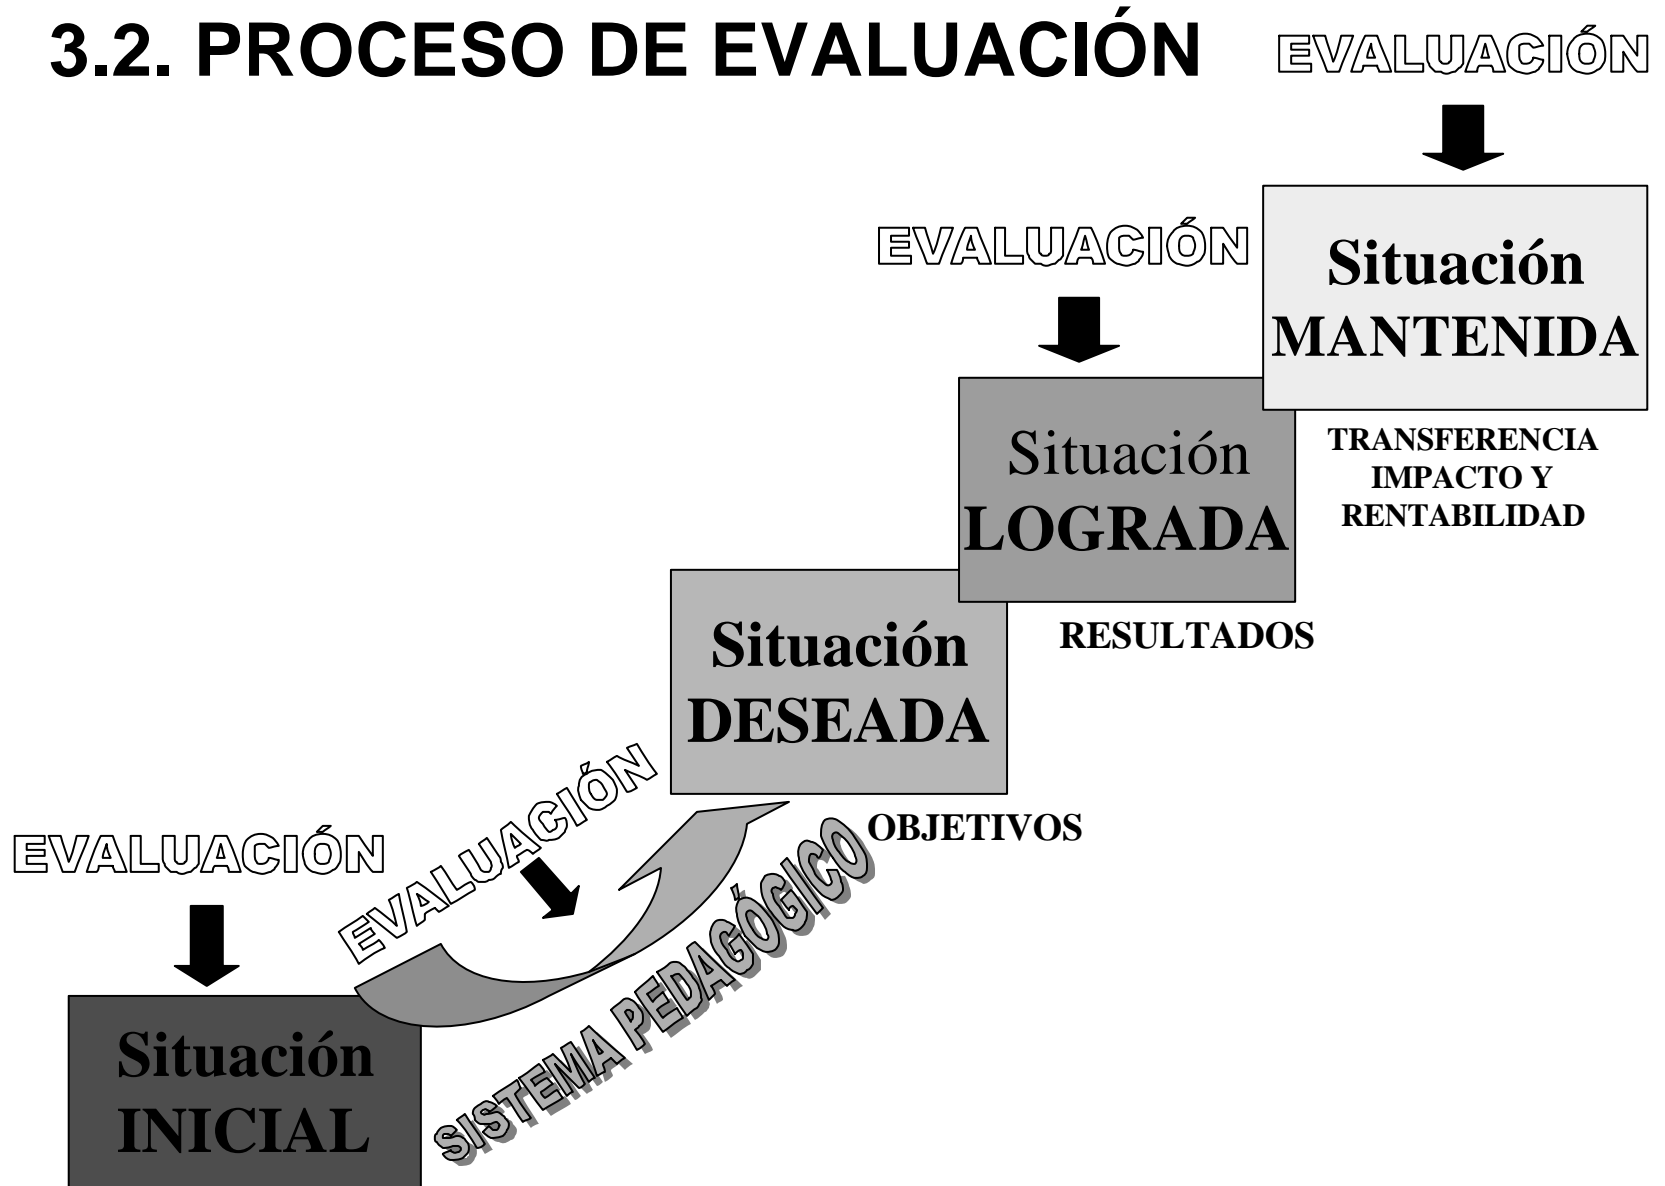 3.2. PROCESO DE EVALUACIÓN
EVALUACIÓN
EVALUACIÓN
Situación
MANTENIDA
TRANSFERENCIA
IMPACTO Y
RENTABILIDAD
Situación
LOGRADA
RESULTADOS
Situación
DESEADA
OBJETIVOS
EVALUACIÓN
EVALUACIÓN
SISTEMA PEDAGÓGICO
Situación
INICIAL